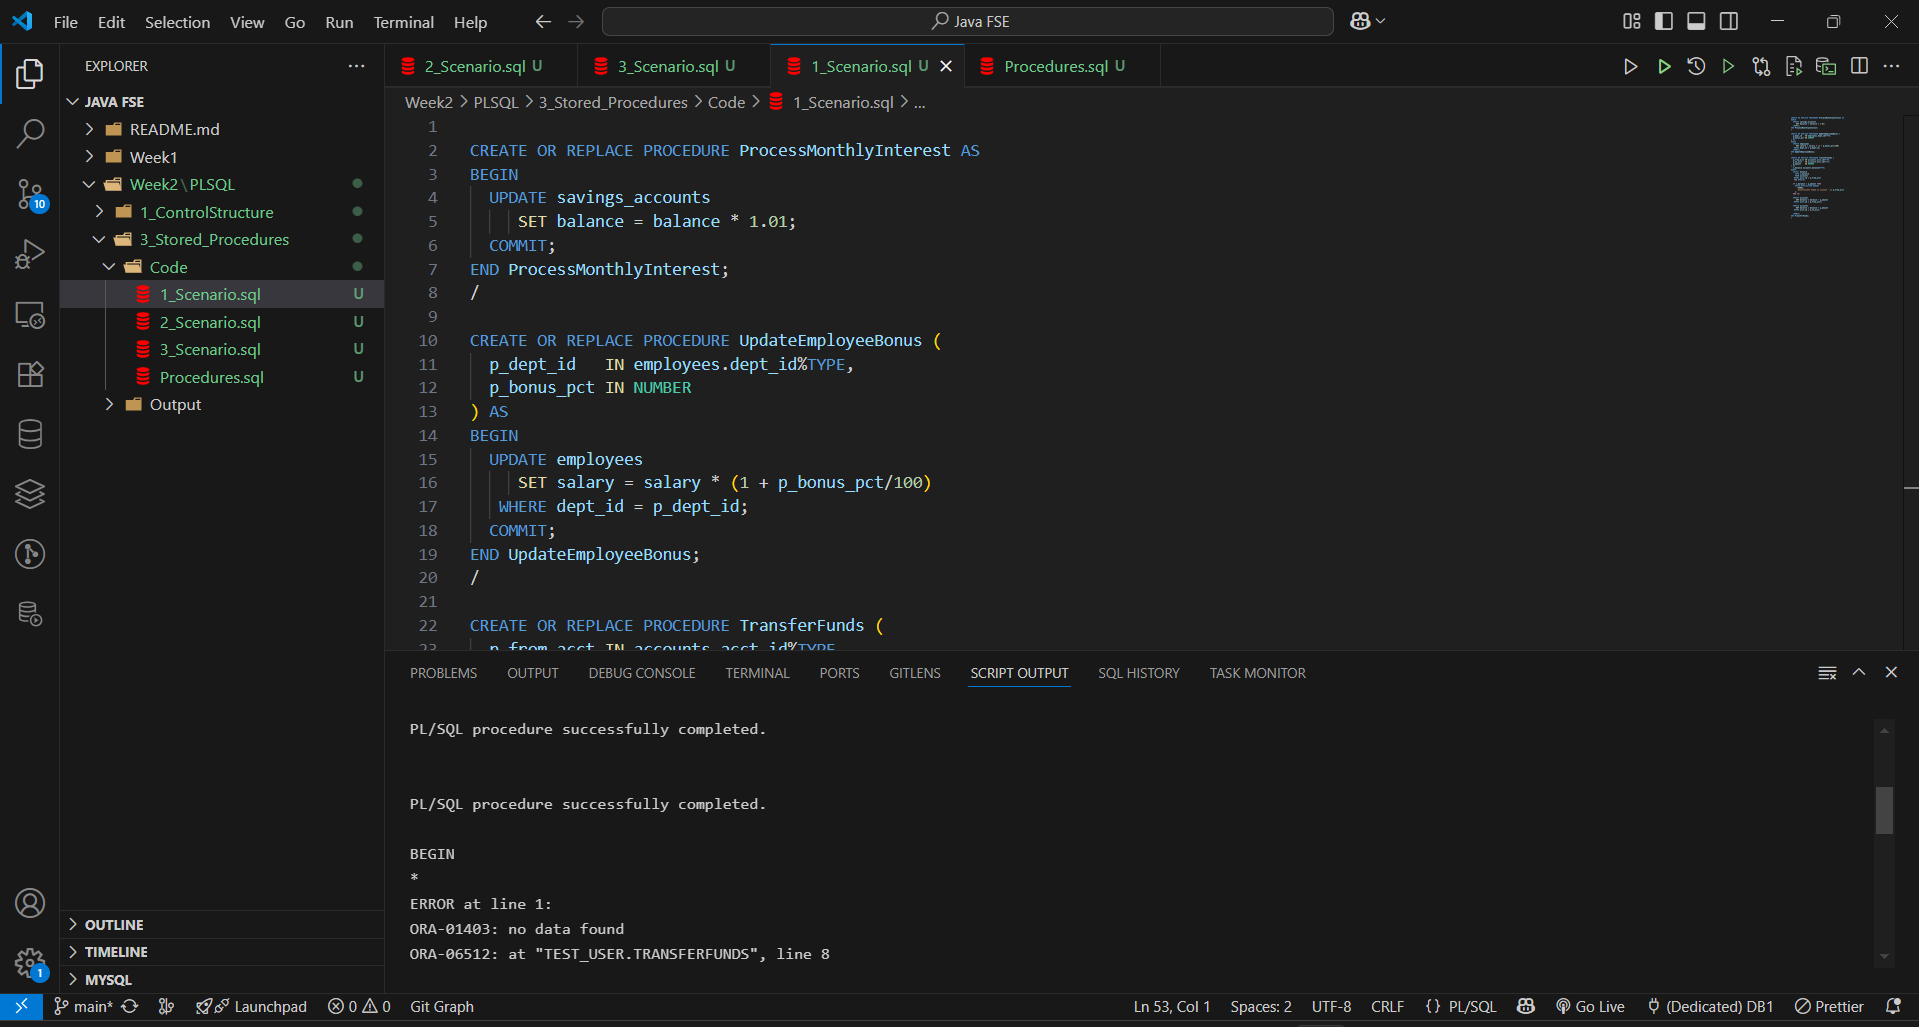 File Edit Selection View Go Run Terminal Help
Java FSE
EXPLORER
JAVA FSE
README.md
Week1
Week2\PLSQL
1_ControlStructure
3_Stored_Procedures
Code
1_Scenario.sql U
2_Scenario.sql U
3_Scenario.sql U
Procedures.sql U
Output
OUTLINE
TIMELINE
MYSQL
10
1
2_Scenario.sql U
3_Scenario.sql U
1_Scenario.sql U
Procedures.sql U
Week2 > PLSQL > 3_Stored_Procedures > Code > 1_Scenario.sql > ...
1
2 CREATE OR REPLACE PROCEDURE ProcessMonthlyInterest AS
3 BEGIN
4 UPDATE savings_accounts
5 SET balance = balance * 1.01;
6 COMMIT;
7 END ProcessMonthlyInterest;
8 /
9
10 CREATE OR REPLACE PROCEDURE UpdateEmployeeBonus (
11 p_dept_id IN employees.dept_id%TYPE,
12 p_bonus_pct IN NUMBER
13 ) AS
14 BEGIN
15 UPDATE employees
16 SET salary = salary * (1 + p_bonus_pct/100)
17 WHERE dept_id = p_dept_id;
18 COMMIT;
19 END UpdateEmployeeBonus;
20 /
21
22 CREATE OR REPLACE PROCEDURE TransferFunds (
23 p_from_acct IN accounts.acct_id%TYPE,
PROBLEMS OUTPUT DEBUG CONSOLE TERMINAL PORTS GITLENS SCRIPT OUTPUT SQL HISTORY TASK MONITOR
PL/SQL procedure successfully completed.
PL/SQL procedure successfully completed.
BEGIN
*
ERROR at line 1:
ORA-01403: no data found
ORA-06512: at "TEST_USER.TRANSFERFUNDS", line 8
main* Launchpad 0 0 Git Graph Ln 53, Col 1 Spaces: 2 UTF-8 CRLF {} PL/SQL Go Live (Dedicated) DB1 Prettier